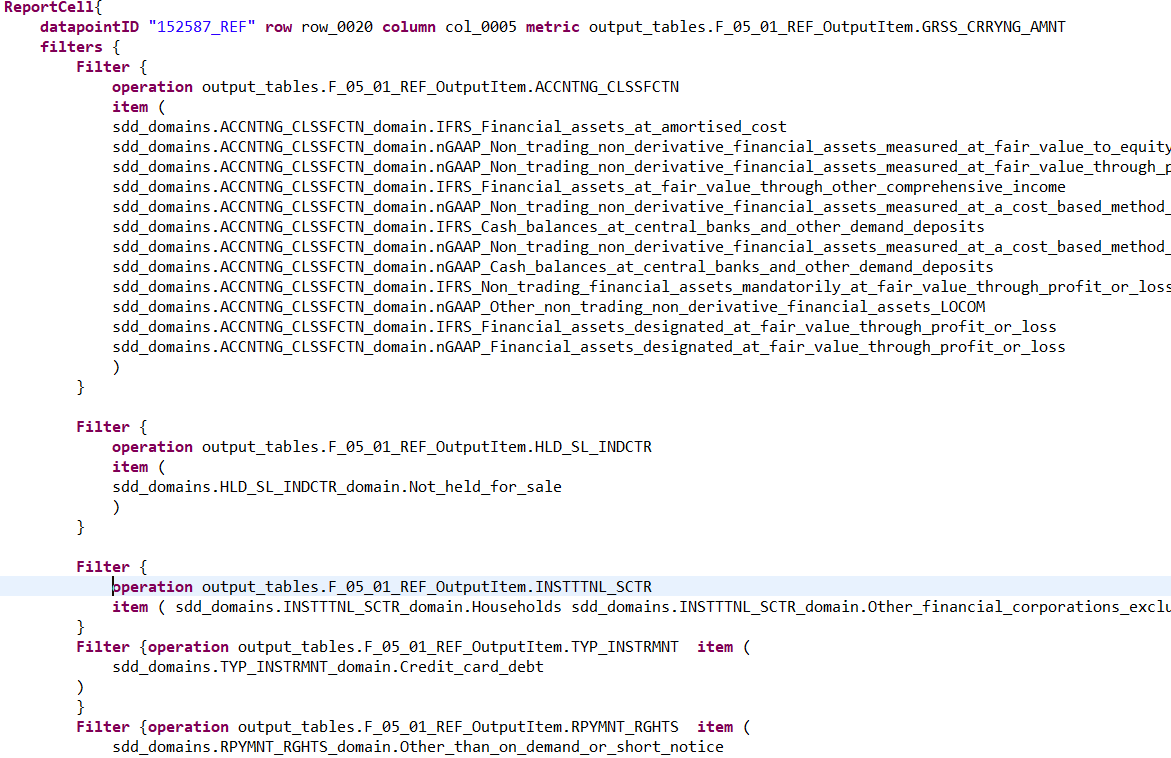 ReportCell{
datapointID "152587_REF" row row_0020 column col_0005 metric output_tables.F_05_01_REF_OutputItem.GRSS_CRRYNG_AMNT
filters {
Filter {
operation output_tables.F_05_01_REF_OutputItem.ACCNTNG_CLSSFCTN
item (
sdd_domains.ACCNTNG_CLSSFCTN_domain.IFRS_Financial_assets_at_amortised_cost
sdd_domains.ACCNTNG_CLSSFCTN_domain.nGAAP_Non_trading_non_derivative_financial_assets_measured_at_fair_value_to_equity
sdd_domains.ACCNTNG_CLSSFCTN_domain.nGAAP_Non_trading_non_derivative_financial_assets_measured_at_fair_value_through_p
sdd_domains.ACCNTNG_CLSSFCTN_domain.IFRS_Financial_assets_at_fair_value_through_other_comprehensive_income
sdd_domains.ACCNTNG_CLSSFCTN_domain.nGAAP_Non_trading_non_derivative_financial_assets_measured_at_a_cost_based_method_
sdd_domains.ACCNTNG_CLSSFCTN_domain.IFRS_Cash_balances_at_central_banks_and_other_demand_deposits
sdd_domains.ACCNTNG_CLSSFCTN_domain.nGAAP_Non_trading_non_derivative_financial_assets_measured_at_a_cost_based_method_
sdd_domains.ACCNTNG_CLSSFCTN_domain.nGAAP_Cash_balances_at_central_banks_and_other_demand_deposits
sdd_domains.ACCNTNG_CLSSFCTN_domain.IFRS_Non_trading_financial_assets_mandatorily_at_fair_value_through_profit_or_loss
sdd_domains.ACCNTNG_CLSSFCTN_domain.nGAAP_Other_non_trading_non_derivative_financial_assets_LOCOM
sdd_domains.ACCNTNG_CLSSFCTN_domain.IFRS_Financial_assets_designated_at_fair_value_through_profit_or_loss
sdd_domains.ACCNTNG_CLSSFCTN_domain.nGAAP_Financial_assets_designated_at_fair_value_through_profit_or_loss
)
}
Filter {
operation output_tables.F_05_01_REF_OutputItem.HLD_SL_INDCTR
item (
sdd_domains.HLD_SL_INDCTR_domain.Not_held_for_sale
)
}
Filter {
operation output_tables.F_05_01_REF_OutputItem.INSTTTNL_SCTR
item ( sdd_domains.INSTTTNL_SCTR_domain.Households sdd_domains.INSTTTNL_SCTR_domain.Other_financial_corporations_exclu
}
Filter {operation output_tables.F_05_01_REF_OutputItem.TYP_INSTRMNT item (
sdd_domains.TYP_INSTRMNT_domain.Credit_card_debt
)
}
Filter {operation output_tables.F_05_01_REF_OutputItem.RPYMNT_RGHTS item (
sdd_domains.RPYMNT_RGHTS_domain.Other_than_on_demand_or_short_notice